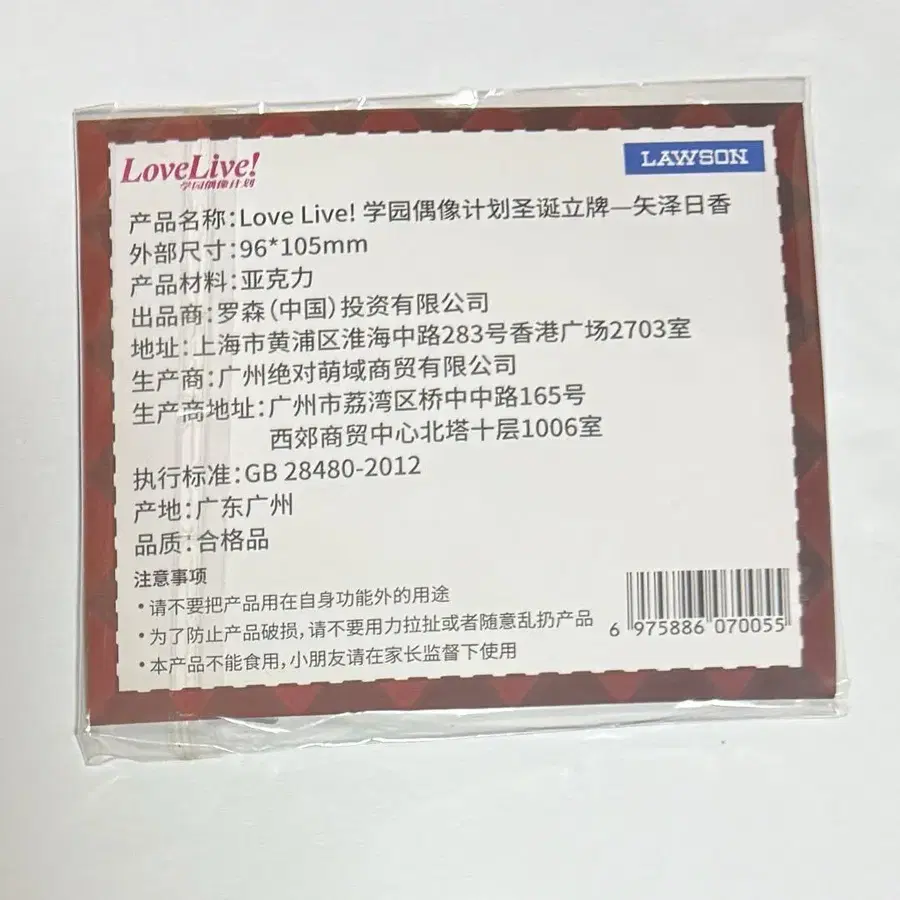 LoveLive!
学园偶像计划
LAWSON
产品名称:Love Live! 学园偶像计划圣诞立牌—矢泽日香
外部尺寸:96*105mm
产品材料:亚克力
出品商:罗森(中国)投资有限公司
地址:上海市黄浦区淮海中路283号香港广场2703室
生产商:广州绝对萌域商贸有限公司
生产商地址:广州市荔湾区桥中中路165号
西郊商贸中心北塔十层1006室
执行标准:GB 28480-2012
产地:广东广州
品质:合格品
注意事项
•请不要把产品用在自身功能外的用途
•为了防止产品破损,请不要用力拉扯或者随意乱扔产品
•本产品不能食用,小朋友请在家长监督下使用
6 975886 070055